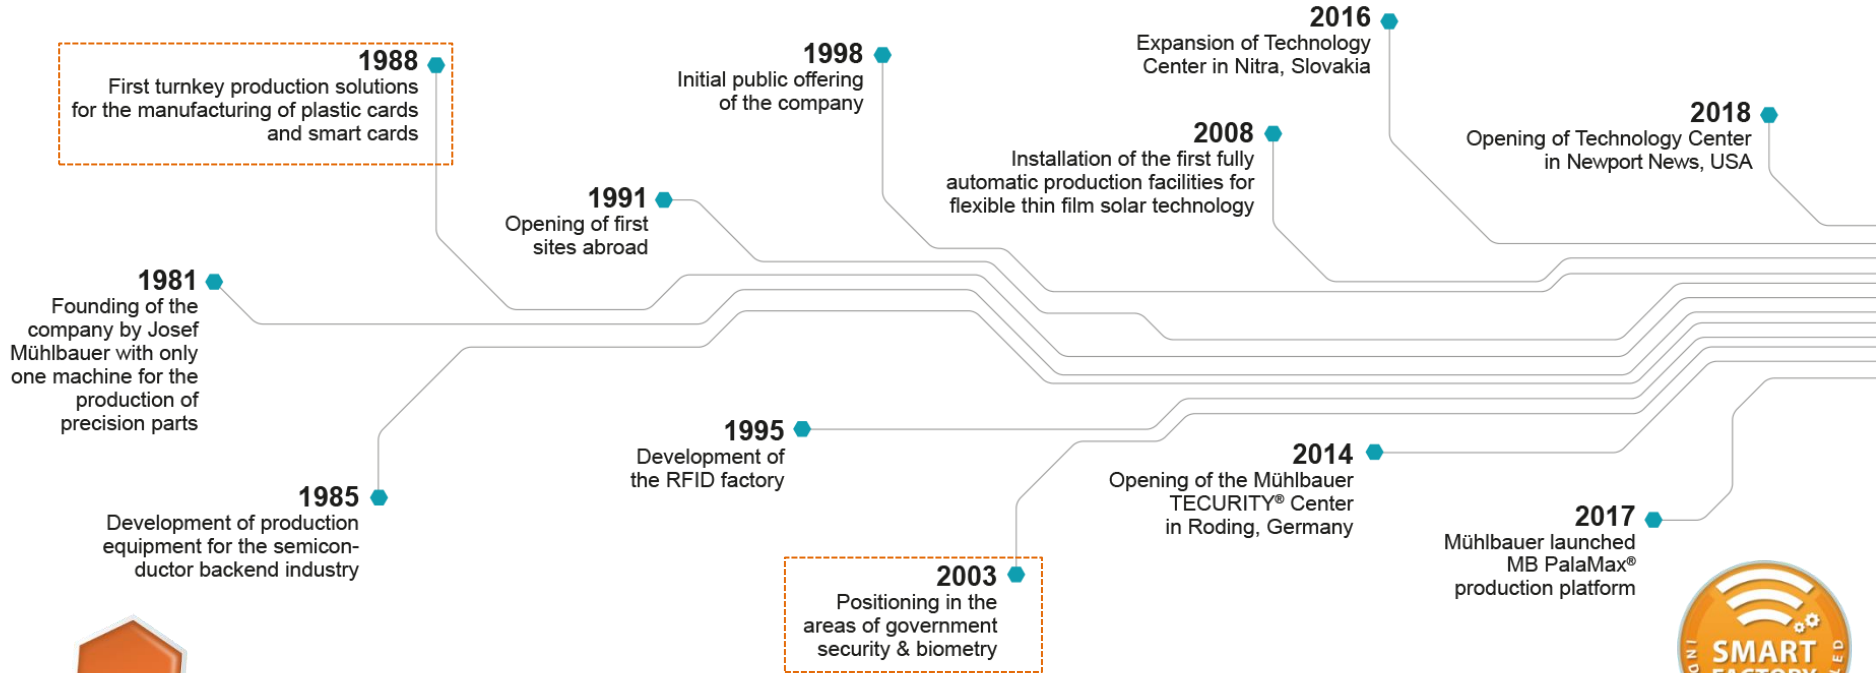 1988
First turnkey production solutions
for the manufacturing of plastic cards
and smart cards
1998
Initial public offering
of the company
2016
Expansion of Technology
Center in Nitra, Slovakia
2018
Opening of Technology Center
in Newport News, USA
2008
Installation of the first fully
automatic production facilities for
flexible thin film solar technology
1991
Opening of first
sites abroad
1981
Founding of the
company by Josef
Mühlbauer with only
one machine for the
production of
precision parts
1985
Development of production
equipment for the semicon-
ductor backend industry
1995
Development of
the RFID factory
2003
Positioning in the
areas of government
security & biometry
2014
Opening of the Mühlbauer
TECURITY® Center
in Roding, Germany
2017
Mühlbauer launched
MB PalaMax®
production platform
SMART
FACTORY